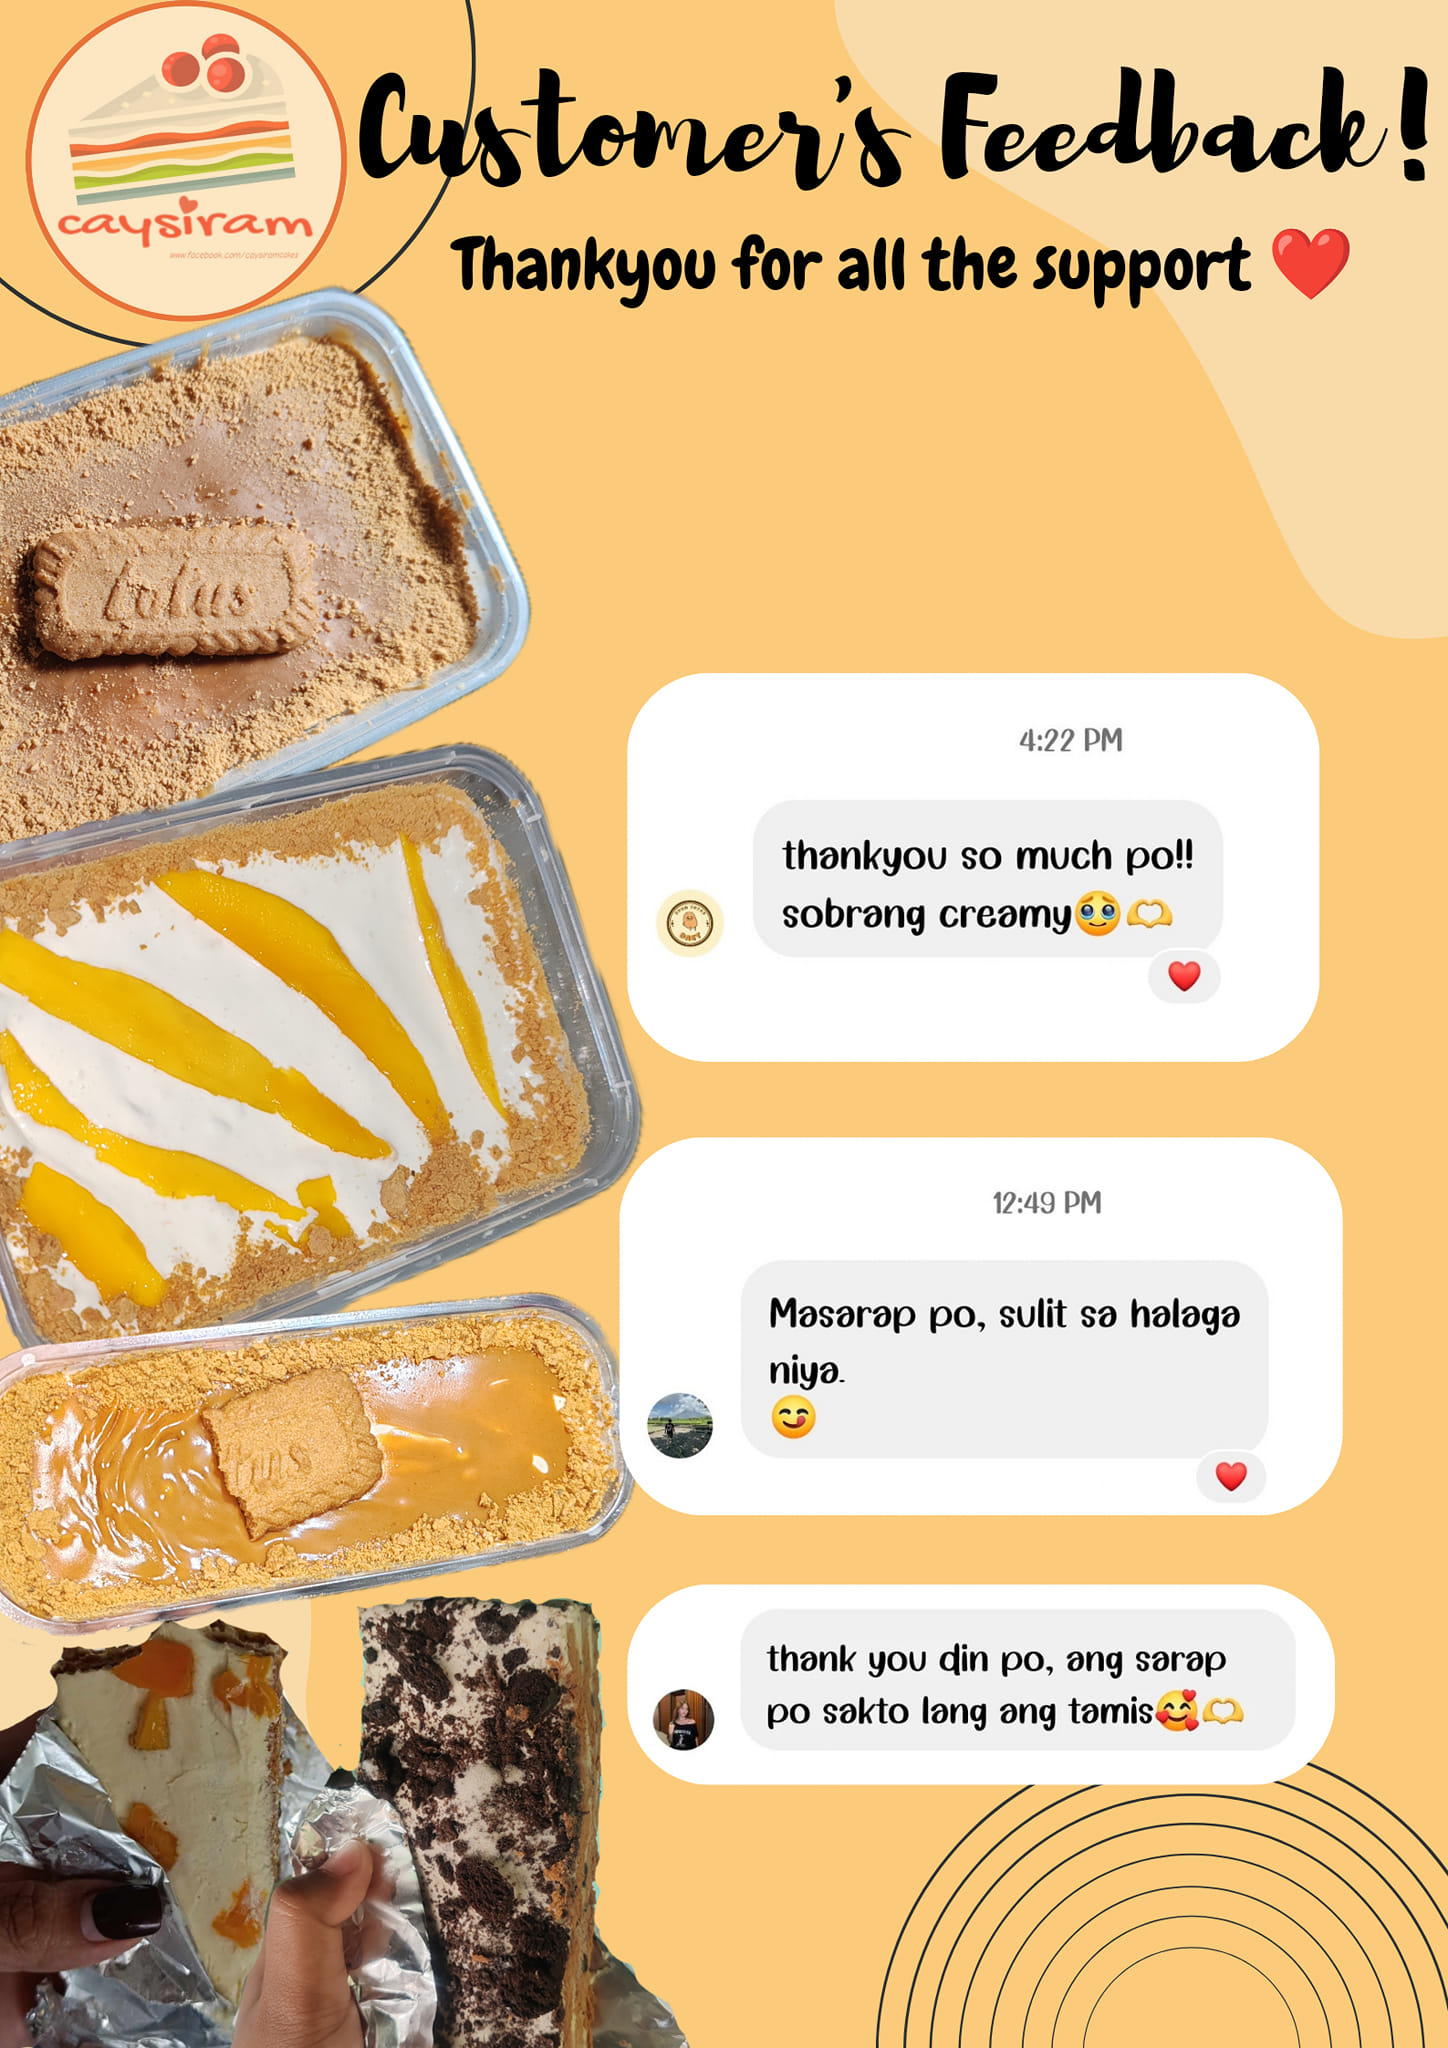 caysiram
www.facebook.com/caysiramcakes
Customer's Feedback!
Thankyou for all the support ❤️
Lotus
4:22 PM
thankyou so much po!!
sobrang creamy🥹🫶
❤️
12:49 PM
Masarap po, sulit sa halaga
niya.
😋
❤️
thank you din po, ang sarap
po sakto lang ang tamis🥰🫶